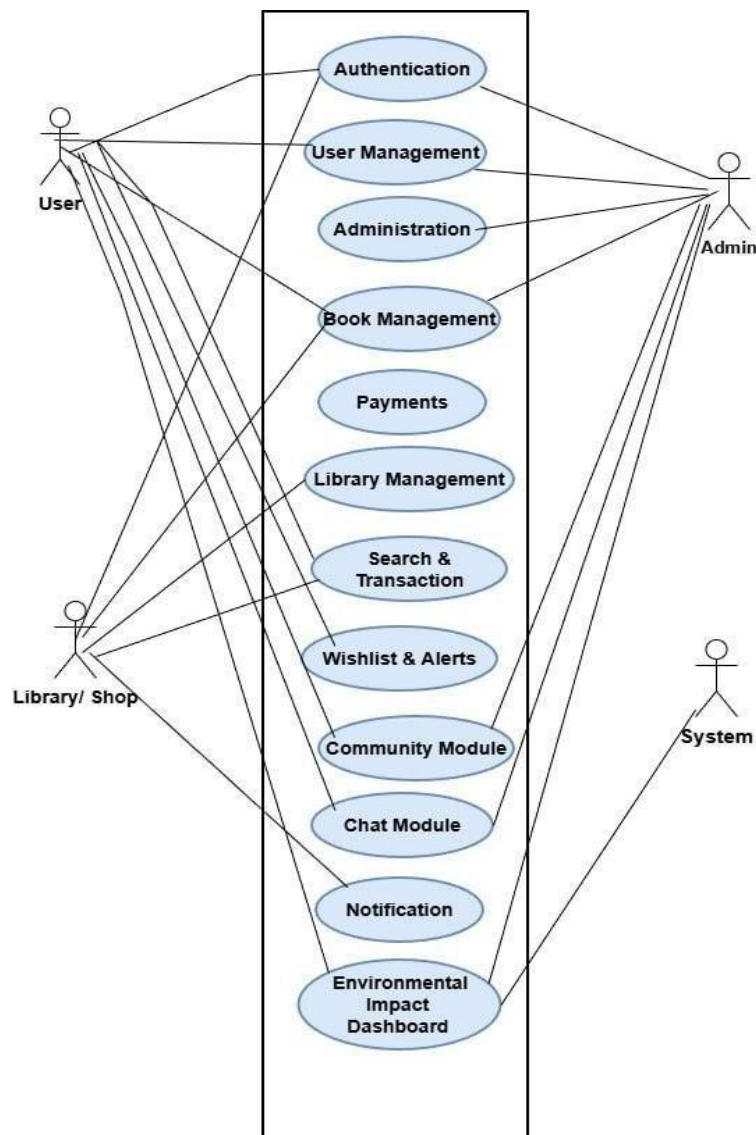 Authentication
User Management
User
Administration
Admin
Book Management
Payments
Library Management
Search &
Transaction
Wishlist & Alerts
Library/ Shop
System
Community Module
Chat Module
Notification
Environmental
Impact
Dashboard